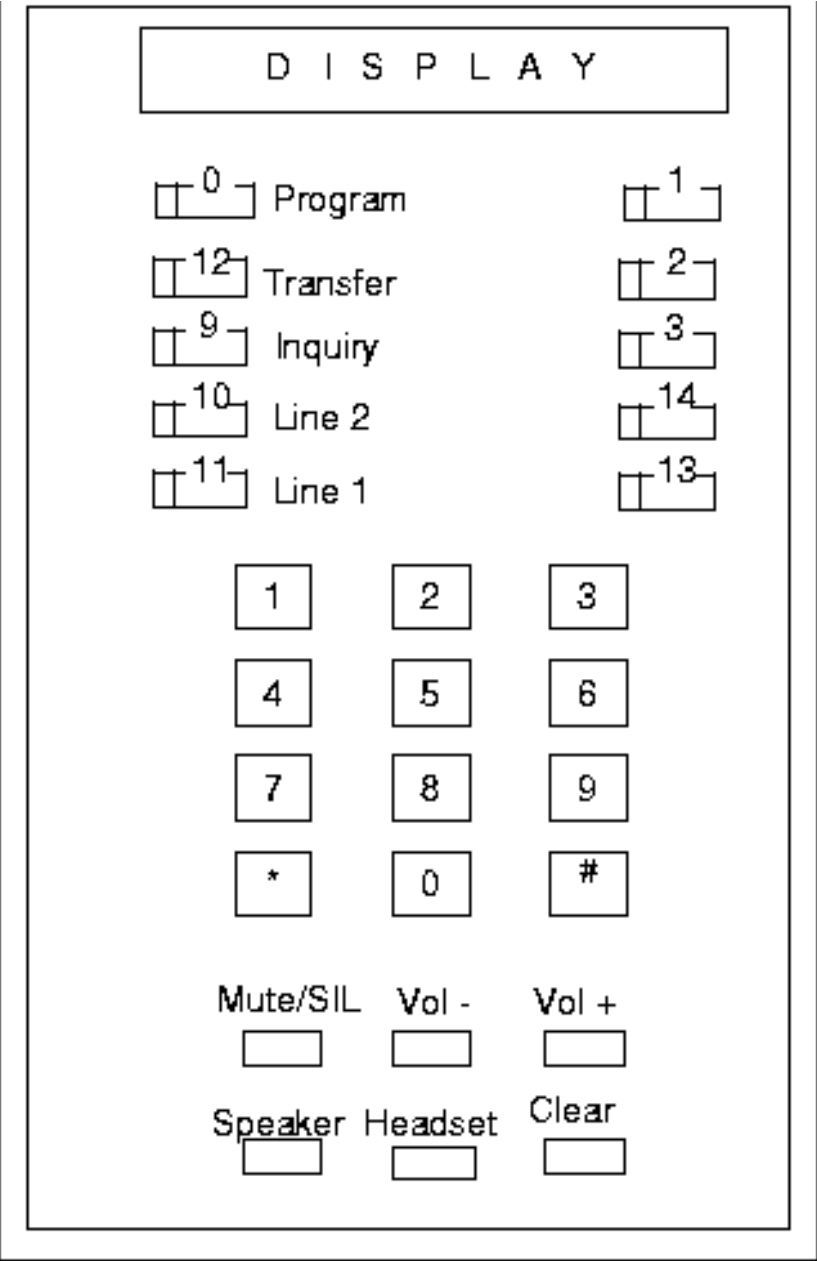 D I S P L A Y
0 Program 1
12 Transfer 2
9 Inquiry 3
10 Line 2 14
11 Line 1 13
1 2 3
4 5 6
7 8 9
* 0 #
Mute/SIL Vol - Vol +
Speaker Headset Clear